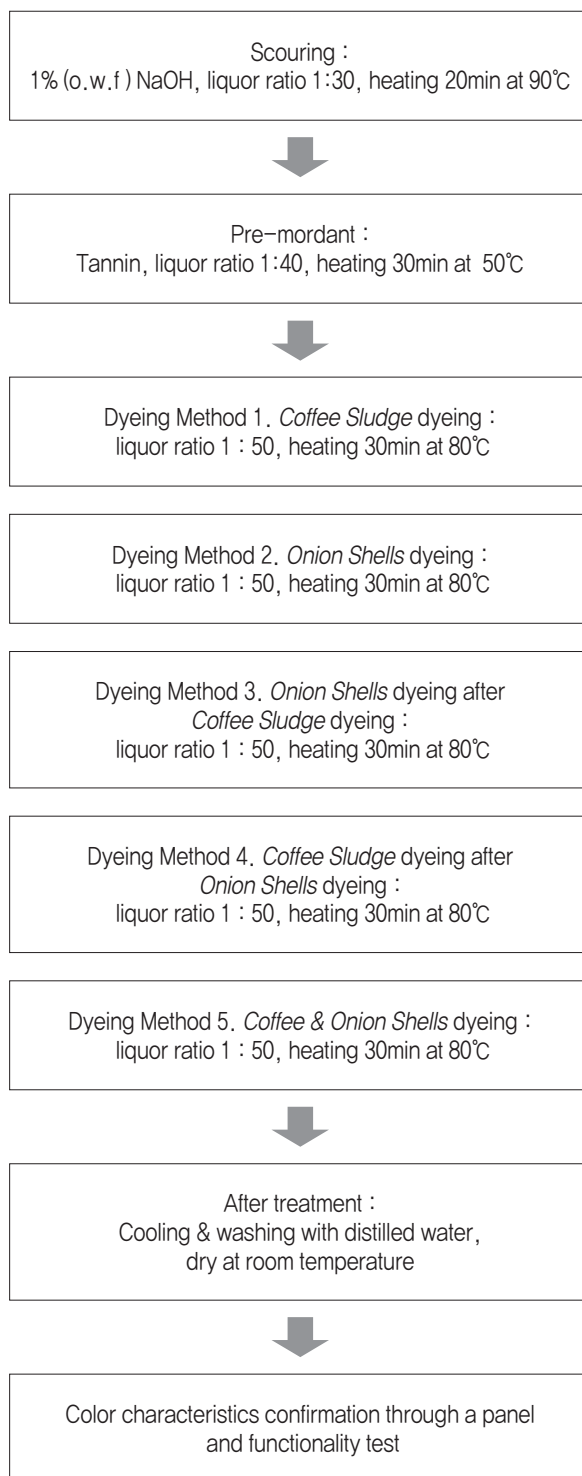 Scouring :
1% (o.w.f) NaOH, liquor ratio 1:30, heating 20min at 90℃
Pre-mordant :
Tannin, liquor ratio 1:40, heating 30min at 50℃
Dyeing Method 1. Coffee Sludge dyeing :
liquor ratio 1 : 50, heating 30min at 80℃
Dyeing Method 2. Onion Shells dyeing :
liquor ratio 1 : 50, heating 30min at 80℃
Dyeing Method 3. Onion Shells dyeing after
Coffee Sludge dyeing :
liquor ratio 1 : 50, heating 30min at 80℃
Dyeing Method 4. Coffee Sludge dyeing after
Onion Shells dyeing :
liquor ratio 1 : 50, heating 30min at 80℃
Dyeing Method 5. Coffee & Onion Shells dyeing :
liquor ratio 1 : 50, heating 30min at 80℃
After treatment :
Cooling & washing with distilled water,
dry at room temperature
Color characteristics confirmation through a panel
and functionality test